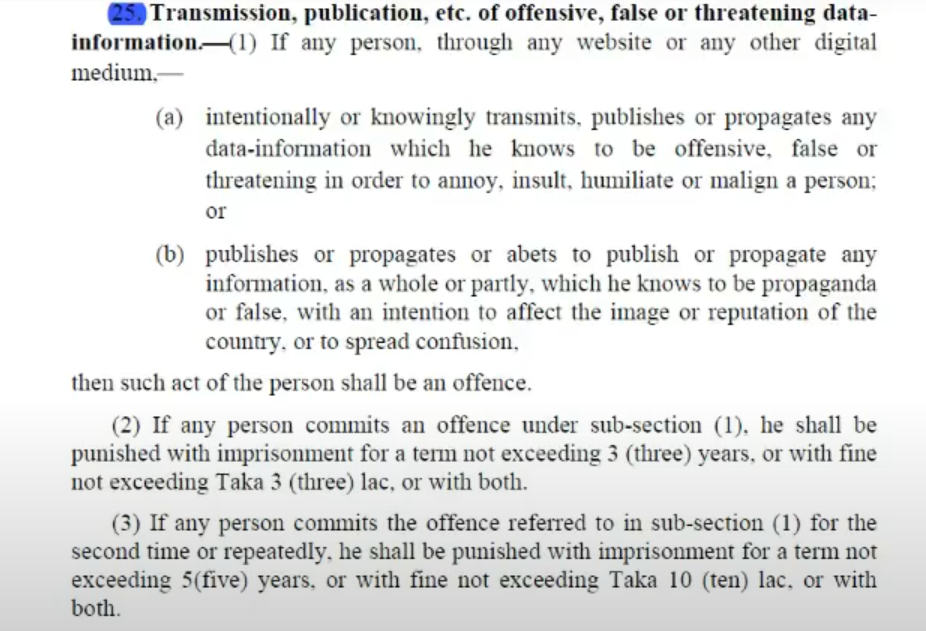 25. Transmission, publication, etc. of offensive, false or threatening data-
information.—(1) If any person, through any website or any other digital
medium,—
(a) intentionally or knowingly transmits, publishes or propagates any
data-information which he knows to be offensive, false or
threatening in order to annoy, insult, humiliate or malign a person;
or
(b) publishes or propagates or abets to publish or propagate any
information, as a whole or partly, which he knows to be propaganda
or false, with an intention to affect the image or reputation of the
country, or to spread confusion,
then such act of the person shall be an offence.
(2) If any person commits an offence under sub-section (1), he shall be
punished with imprisonment for a term not exceeding 3 (three) years, or with fine
not exceeding Taka 3 (three) lac, or with both.
(3) If any person commits the offence referred to in sub-section (1) for the
second time or repeatedly, he shall be punished with imprisonment for a term not
exceeding 5(five) years, or with fine not exceeding Taka 10 (ten) lac, or with
both.